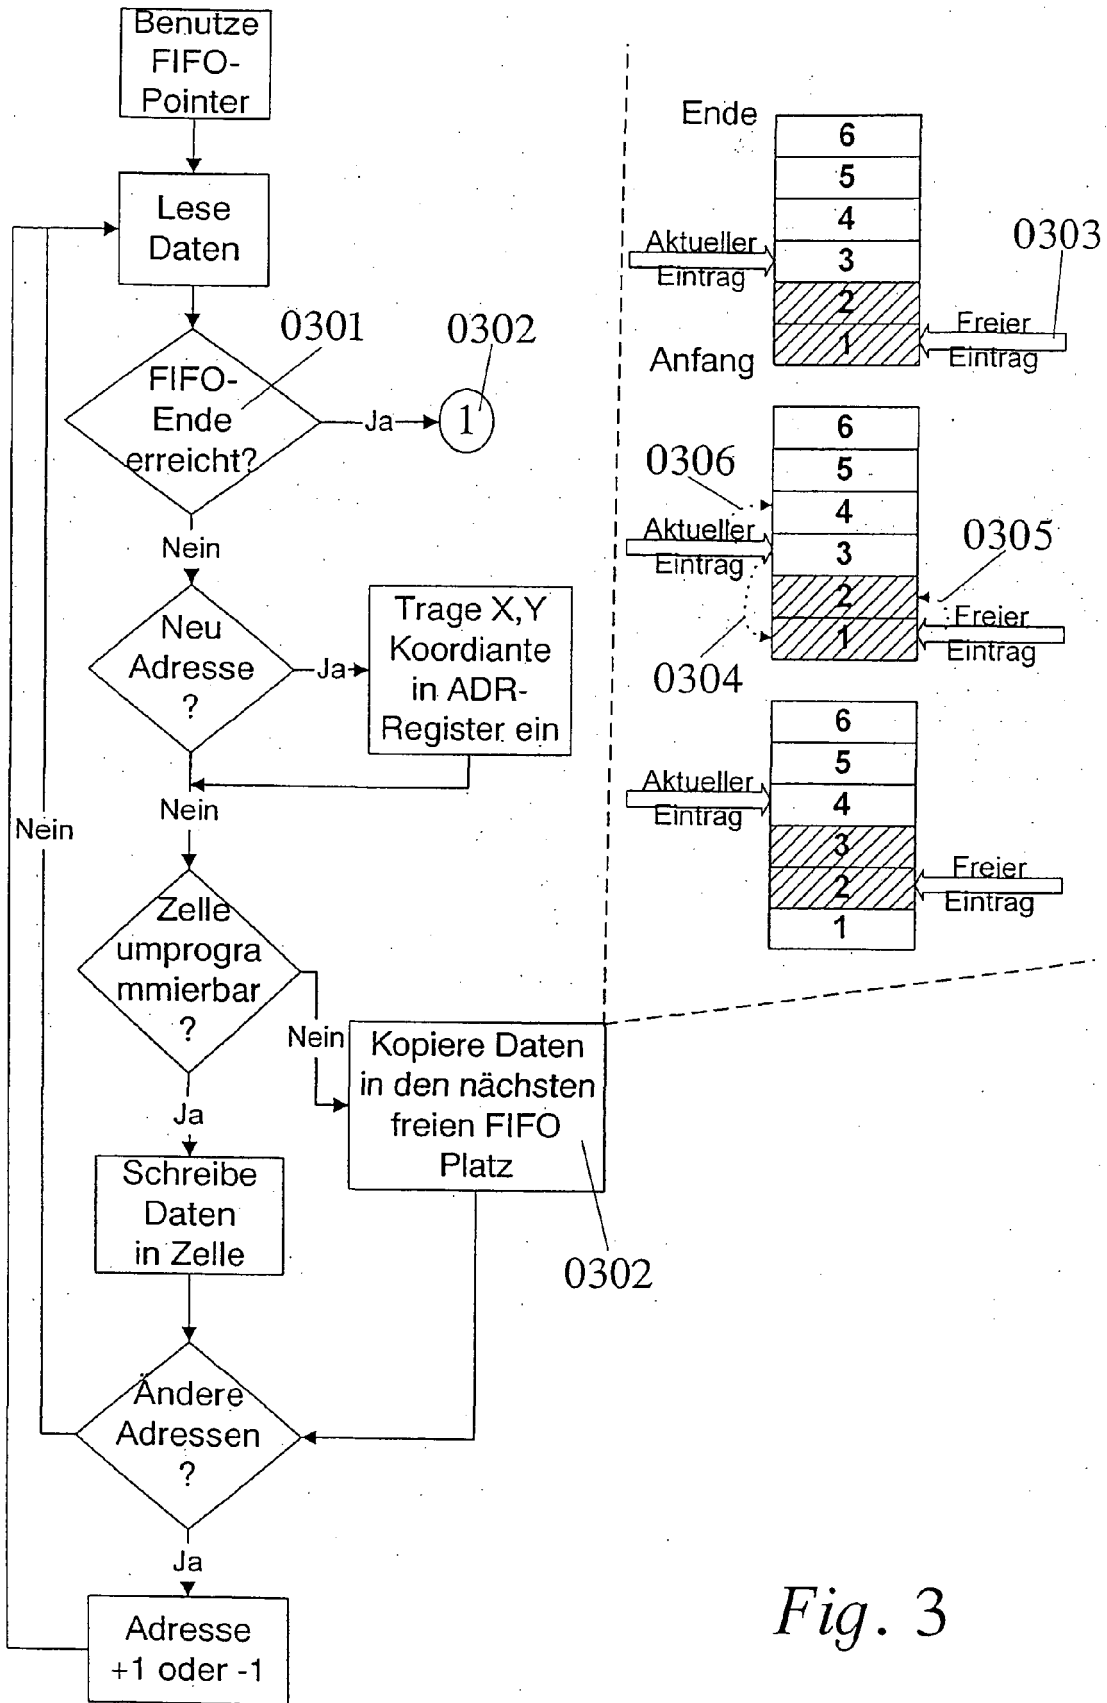 Benutze
FIFO-
Pointer
Lese
Daten
0301
0302
FIFO-
Ende
erreicht?
Ja
1
Nein
Neu
Adresse
?
Ja
Trage X,Y
Koordiante
in ADR-
Register ein
Nein
Nein
Zelle
umprogra
mmierbar
?
Nein
Kopiere Daten
in den nächsten
freien FIFO
Platz
0302
Ja
Schreibe
Daten
in Zelle
Ändere
Adressen
?
Ja
Adresse
+1 oder -1
Ende
6
5
4
Aktueller
Eintrag
3
0303
2
1
Freier
Eintrag
Anfang
6
0306
5
4
Aktueller
Eintrag
3
0305
2
1
Freier
Eintrag
0304
6
5
Aktueller
Eintrag
4
3
2
Freier
Eintrag
1
Fig. 3